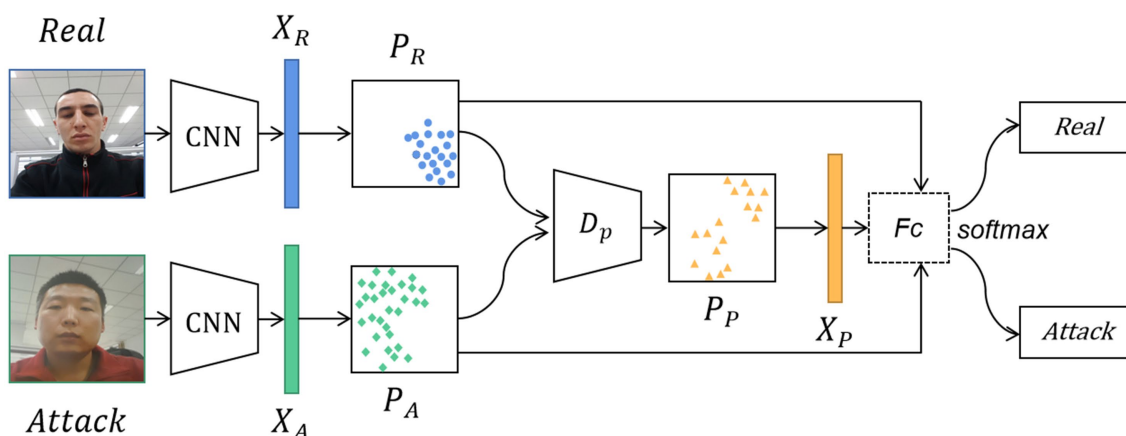 Real
X_R
P_R
CNN
Real
D_p
Fc
softmax
CNN
P_P
X_P
Attack
Attack
X_A
P_A